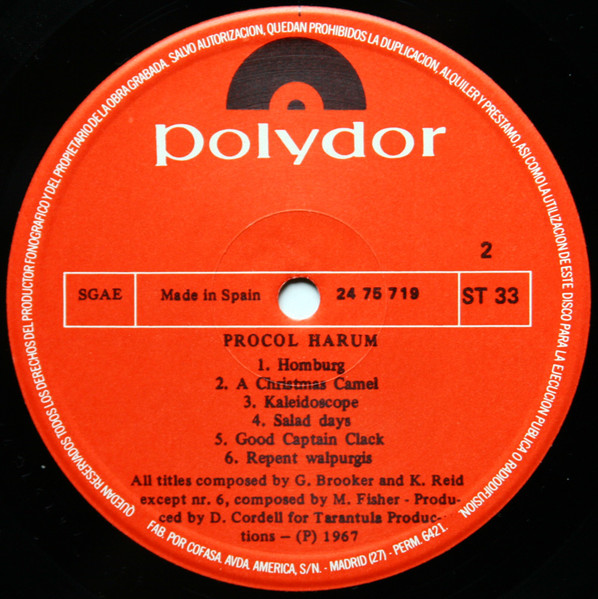 QUEDAN RESERVADOS TODOS LOS DERECHOS DEL PRODUCTOR FONOGRAFICO Y DEL PROPIETARIO DE LA OBRA GRABADA. SALVO AUTORIZACION, QUEDAN PROHIBIDOS LA DUPLICACION, ALQUILER Y PRESTAMO, ASI COMO LA UTILIZACION DE ESTE DISCO PARA LA EJECUCION PUBLICA O RADIODIFUSION.
polydor
2
SGAE Made in Spain 24 75 719 ST 33
PROCOL HARUM
1. Homburg
2. A Christmas Camel
3. Kaleidoscope
4. Salad days
5. Good Captain Clack
6. Repent walpurgis
All titles composed by G. Brooker and K. Reid
except nr. 6, composed by M. Fisher - Produ-
ced by D. Cordell for Tarantula Produc-
tions — (P) 1967
FAB. POR COFASA. AVDA. AMERICA, S/N. - MADRID (27) - PERM. 6421.